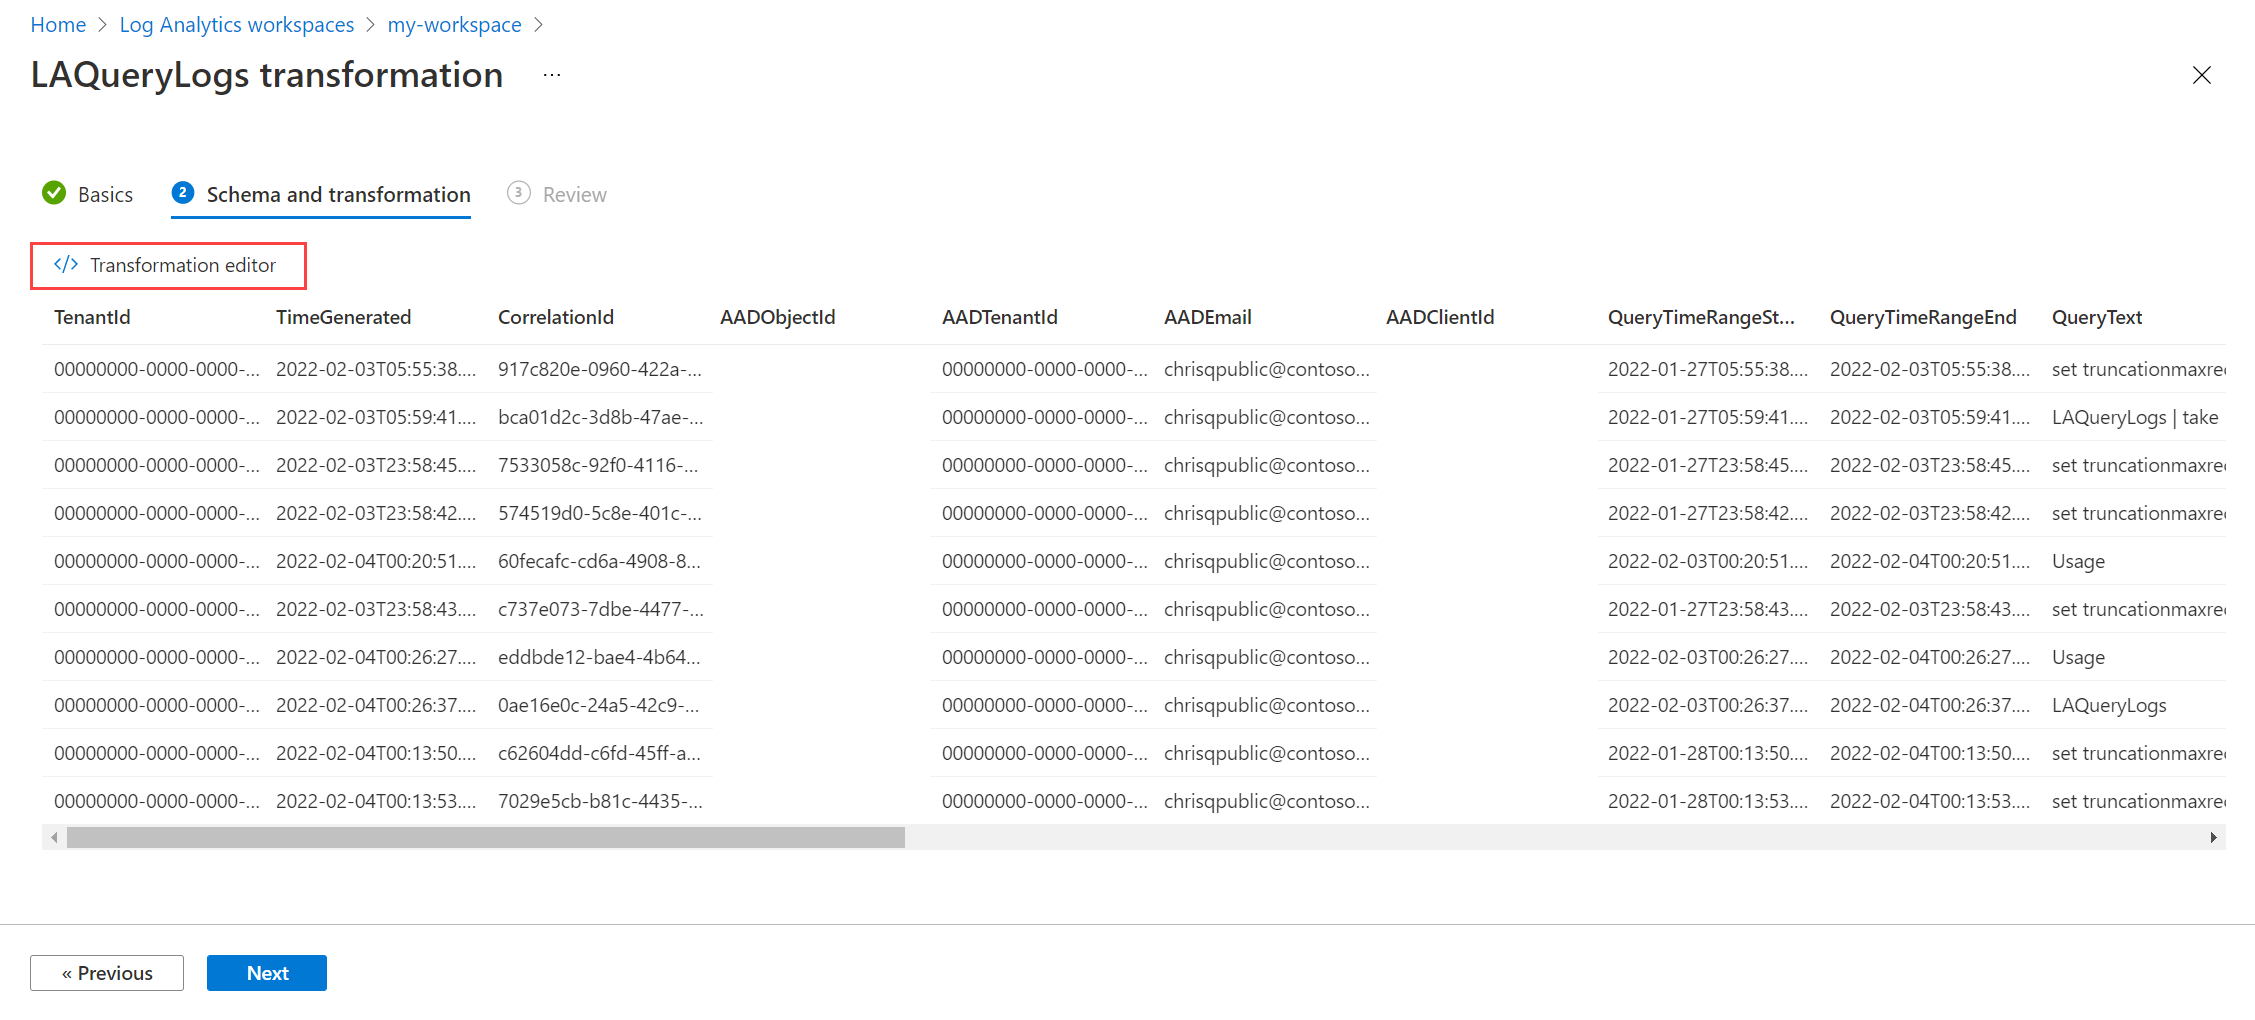 Home > Log Analytics workspaces > my-workspace >
LAQueryLogs transformation ...
Basics 2 Schema and transformation 3 Review
</> Transformation editor
TenantId TimeGenerated CorrelationId AADObjectId AADTenantId AADEmail AADClientId QueryTimeRangeSt... QueryTimeRangeEnd QueryText
00000000-0000-0000-... 2022-02-03T05:55:38.... 917c820e-0960-422a-... 00000000-0000-0000-... chrisqpublic@contoso... 2022-01-27T05:55:38.... 2022-02-03T05:55:38.... set truncationmaxrec
00000000-0000-0000-... 2022-02-03T05:59:41.... bca01d2c-3d8b-47ae-... 00000000-0000-0000-... chrisqpublic@contoso... 2022-01-27T05:59:41.... 2022-02-03T05:59:41.... LAQueryLogs | take
00000000-0000-0000-... 2022-02-03T23:58:45.... 7533058c-92f0-4116-... 00000000-0000-0000-... chrisqpublic@contoso... 2022-01-27T23:58:45.... 2022-02-03T23:58:45.... set truncationmaxrec
00000000-0000-0000-... 2022-02-03T23:58:42.... 574519d0-5c8e-401c-... 00000000-0000-0000-... chrisqpublic@contoso... 2022-01-27T23:58:42.... 2022-02-03T23:58:42.... set truncationmaxrec
00000000-0000-0000-... 2022-02-04T00:20:51.... 60fecafc-cd6a-4908-8... 00000000-0000-0000-... chrisqpublic@contoso... 2022-02-03T00:20:51.... 2022-02-04T00:20:51.... Usage
00000000-0000-0000-... 2022-02-03T23:58:43.... c737e073-7dbe-4477-... 00000000-0000-0000-... chrisqpublic@contoso... 2022-01-27T23:58:43.... 2022-02-03T23:58:43.... set truncationmaxrec
00000000-0000-0000-... 2022-02-04T00:26:27.... eddbde12-bae4-4b64... 00000000-0000-0000-... chrisqpublic@contoso... 2022-02-03T00:26:27.... 2022-02-04T00:26:27.... Usage
00000000-0000-0000-... 2022-02-04T00:26:37.... 0ae16e0c-24a5-42c9-... 00000000-0000-0000-... chrisqpublic@contoso... 2022-02-03T00:26:37.... 2022-02-04T00:26:37.... LAQueryLogs
00000000-0000-0000-... 2022-02-04T00:13:50.... c62604dd-c6fd-45ff-a... 00000000-0000-0000-... chrisqpublic@contoso... 2022-01-28T00:13:50.... 2022-02-04T00:13:50.... set truncationmaxrec
00000000-0000-0000-... 2022-02-04T00:13:53.... 7029e5cb-b81c-4435-... 00000000-0000-0000-... chrisqpublic@contoso... 2022-01-28T00:13:53.... 2022-02-04T00:13:53.... set truncationmaxrec
« Previous Next